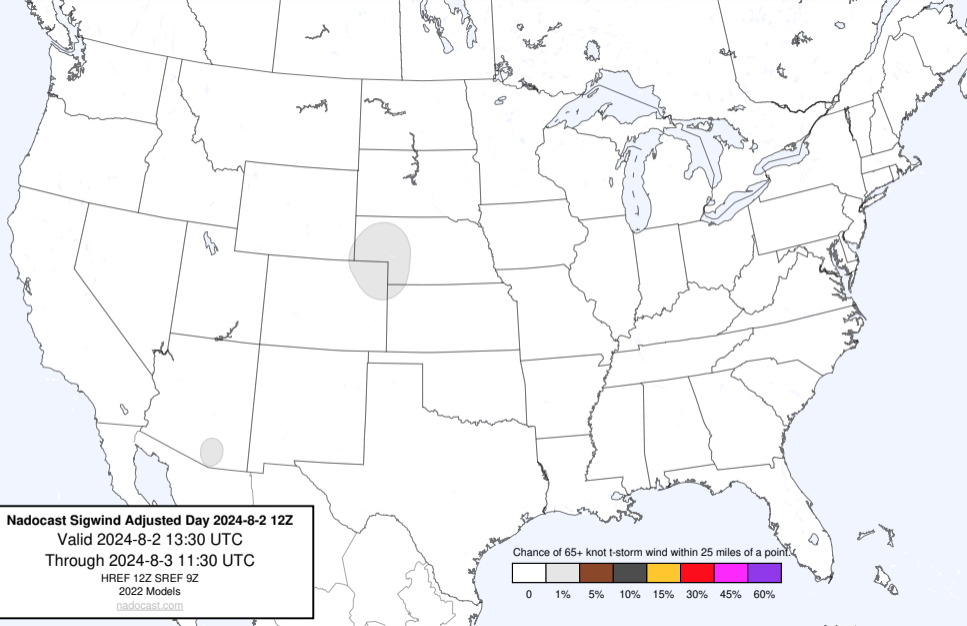 Nadocast Sigwind Adjusted Day 2024-8-2 12Z
Valid 2024-8-2 13:30 UTC
Through 2024-8-3 11:30 UTC
HREF 12Z SREF 9Z
2022 Models
nadocast.com
Chance of 65+ knot t-storm wind within 25 miles of a point.
0 1% 5% 10% 15% 30% 45% 60%